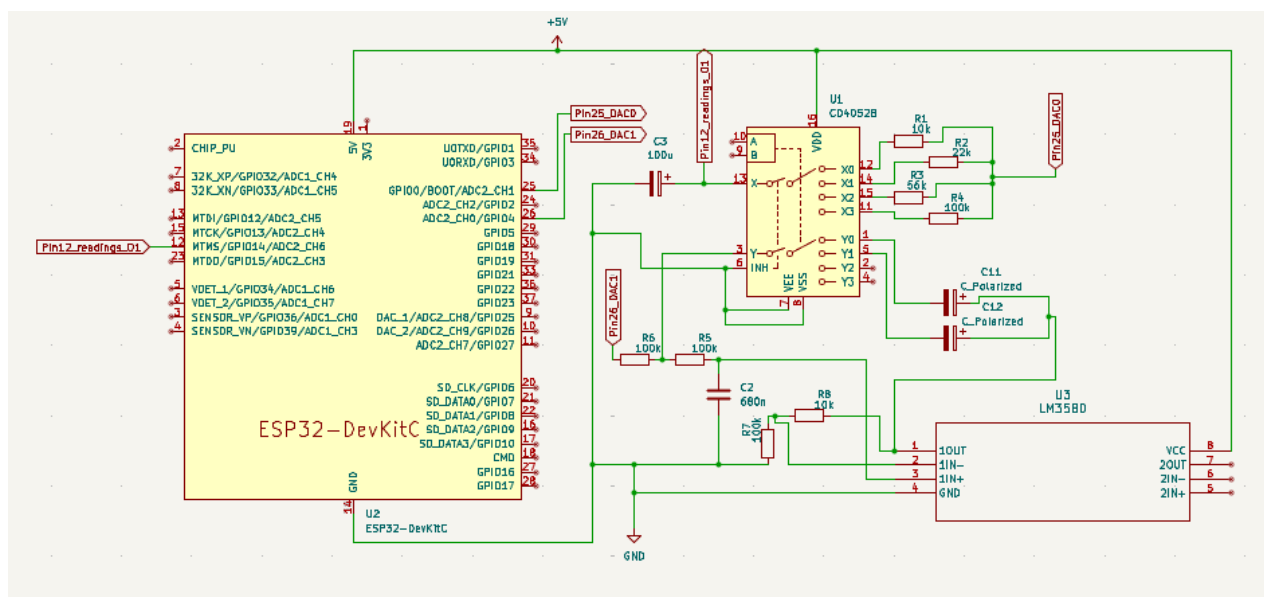 +5V
Pin12_readings_01
U1
CD4052B
16
VDD
10
A
9
B
13
X
3
Y
6
INH
VEE
VSS
7
8
X0
12
X1
14
X2
15
X3
11
Y0
1
Y1
5
Y2
2
Y3
4
R1
10k
R2
22k
R3
56k
R4
100k
Pin25_DAC0
C3
100u
Pin25_DAC0
Pin26_DAC1
19
1
5V
3V3
2
CHIP_PU
7
32K_XP/GPIO32/ADC1_CH4
8
32K_XN/GPIO33/ADC1_CH5
13
MTDI/GPIO12/ADC2_CH5
15
MTCK/GPIO13/ADC2_CH4
Pin12_readings_01
12
MTMS/GPIO14/ADC2_CH6
23
MTDO/GPIO15/ADC2_CH3
5
VDET_1/GPIO34/ADC1_CH6
6
VDET_2/GPIO35/ADC1_CH7
3
SENSOR_VP/GPIO36/ADC1_CH0
4
SENSOR_VN/GPIO39/ADC1_CH3
U0TXD/GPIO1
35
U0RXD/GPIO3
34
GPIO0/BOOT/ADC2_CH1
25
ADC2_CH2/GPIO2
24
ADC2_CH0/GPIO4
26
GPIO5
29
GPIO18
30
GPIO19
31
GPIO21
33
GPIO22
36
GPIO23
37
DAC_1/ADC2_CH8/GPIO25
9
DAC_2/ADC2_CH9/GPIO26
10
ADC2_CH7/GPIO27
11
SD_CLK/GPIO6
20
SD_DATA0/GPIO7
21
SD_DATA1/GPIO8
22
SD_DATA2/GPIO9
16
SD_DATA3/GPIO10
17
CMD
18
GPIO16
27
GPIO17
28
ESP32-DevKitC
GND
14
U2
ESP32-DevKitC
Pin26_DAC1
R6
100k
R5
100k
C2
680n
R7
100k
R8
10k
C11
C_Polarized
C12
C_Polarized
U3
LM358D
1
1OUT
2
1IN-
3
1IN+
4
GND
VCC
8
2OUT
7
2IN-
6
2IN+
5
GND